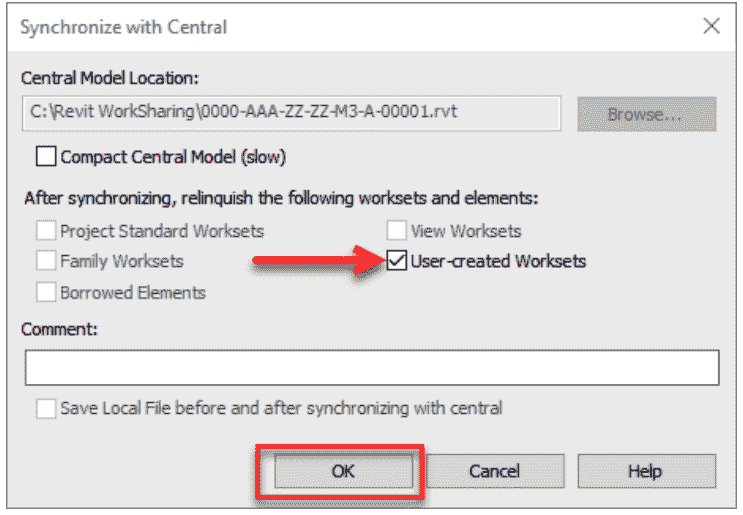 Synchronize with Central
Central Model Location:
C:\Revit WorkSharing\0000-AAA-ZZ-ZZ-M3-A-00001.rvt
Browse...
Compact Central Model (slow)
After synchronizing, relinquish the following worksets and elements:
Project Standard Worksets
View Worksets
Family Worksets
User-created Worksets
Borrowed Elements
Comment:
Save Local File before and after synchronizing with central
OK
Cancel
Help